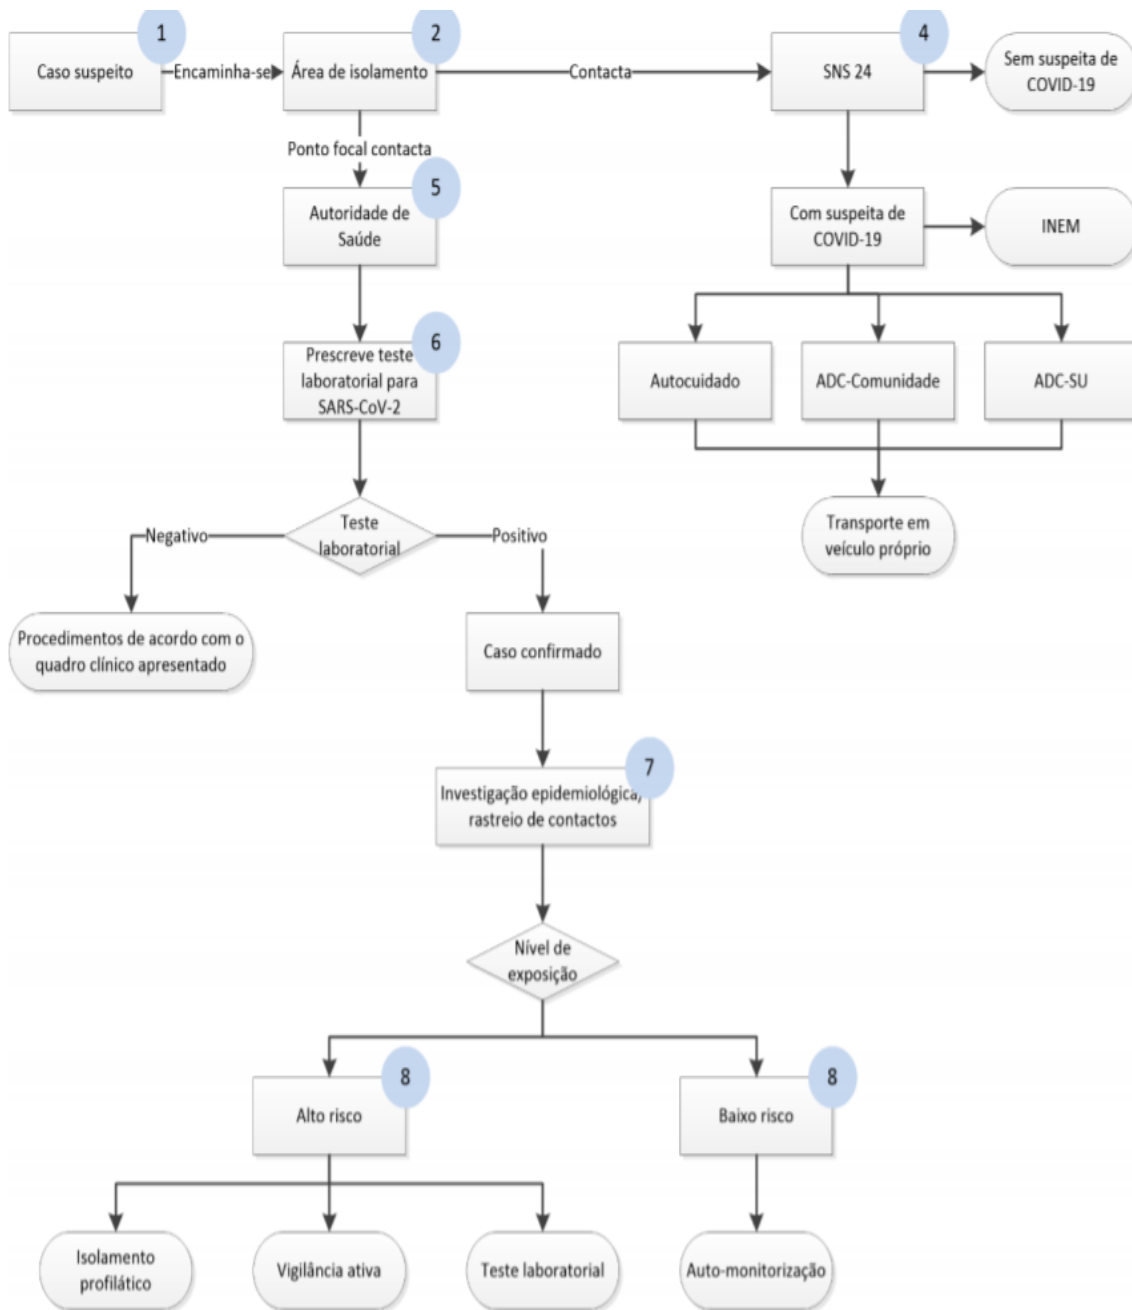 1
2
4
Caso suspeito
Encaminha-se
Área de isolamento
Contacta
SNS 24
Sem suspeita de
COVID-19
Ponto focal contacta
5
Autoridade de
Saúde
Com suspeita de
COVID-19
INEM
6
Prescreve teste
laboratorial para
SARS-CoV-2
Autocuidado
ADC-Comunidade
ADC-SU
Negativo
Teste
laboratorial
Positivo
Transporte em
veículo próprio
Procedimentos de acordo com o
quadro clínico apresentado
Caso confirmado
7
Investigação epidemiológica/
rastreio de contactos
Nível de
exposição
8
8
Alto risco
Baixo risco
Isolamento
profilático
Vigilância ativa
Teste laboratorial
Auto-monitorização